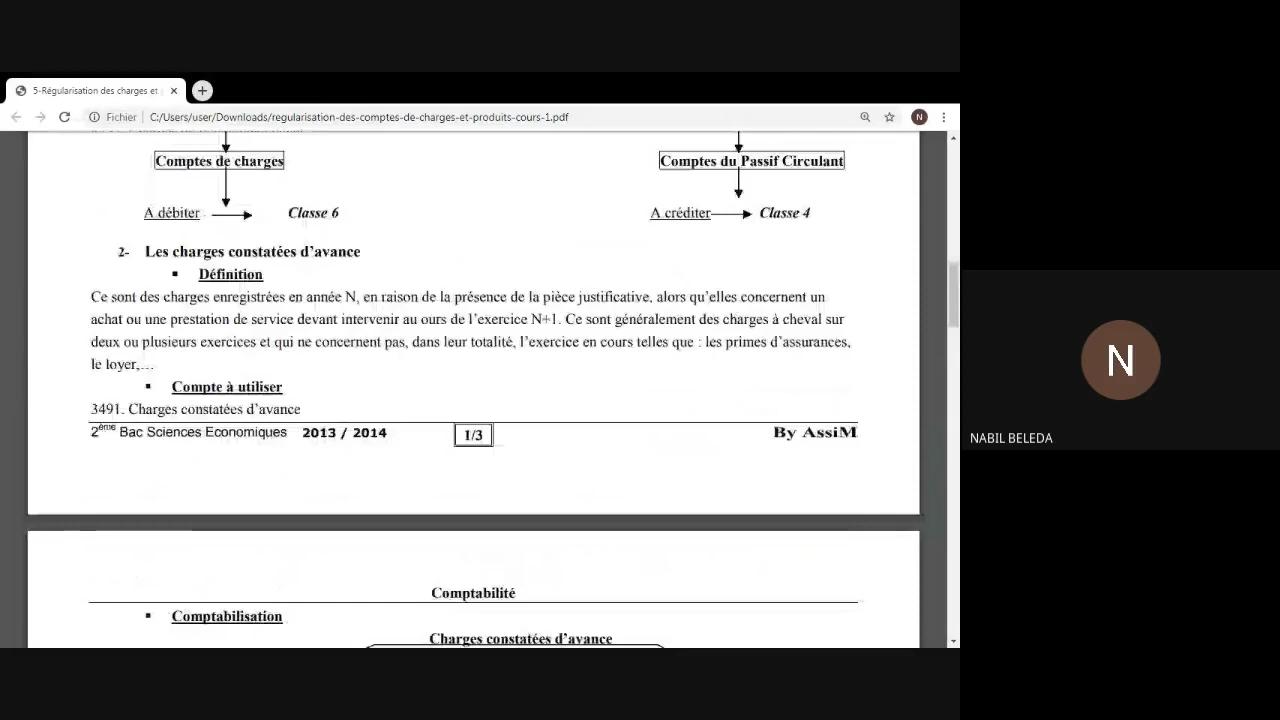 5-Régularisation des charges et
Fichier C:/Users/user/Downloads/regularisation-des-comptes-de-charges-et-produits-cours-1.pdf
N
Comptes de charges Comptes du Passif Circulant
A débiter Classe 6 A créditer Classe 4
2- Les charges constatées d'avance
Définition
Ce sont des charges enregistrées en année N, en raison de la présence de la pièce justificative, alors qu'elles concernent un
achat ou une prestation de service devant intervenir au ours de l'exercice N+1. Ce sont généralement des charges à cheval sur
deux ou plusieurs exercices et qui ne concernent pas, dans leur totalité, l'exercice en cours telles que : les primes d'assurances,
le loyer,…
Compte à utiliser
3491. Charges constatées d'avance
2ème Bac Sciences Economiques 2013 / 2014 1/3 By AssiM
Comptabilité
Comptabilisation
Charges constatées d'avance
N
NABIL BELEDA